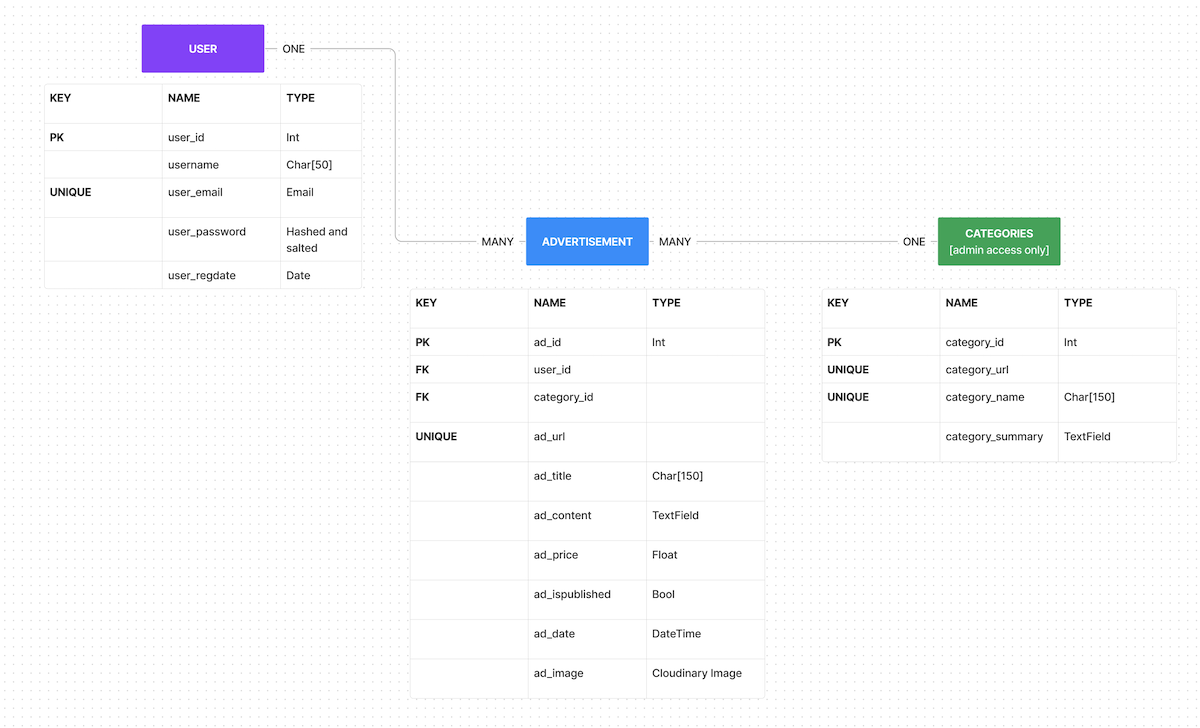 USER
ONE
KEY NAME TYPE
PK user_id Int
username Char[50]
UNIQUE user_email Email
user_password Hashed and
salted
user_regdate Date
MANY
ADVERTISEMENT
MANY
ONE
CATEGORIES
[admin access only]
KEY NAME TYPE
PK ad_id Int
FK user_id
FK category_id
UNIQUE ad_url
ad_title Char[150]
ad_content TextField
ad_price Float
ad_ispublished Bool
ad_date DateTime
ad_image Cloudinary Image
KEY NAME TYPE
PK category_id Int
UNIQUE category_url
UNIQUE category_name Char[150]
category_summary TextField